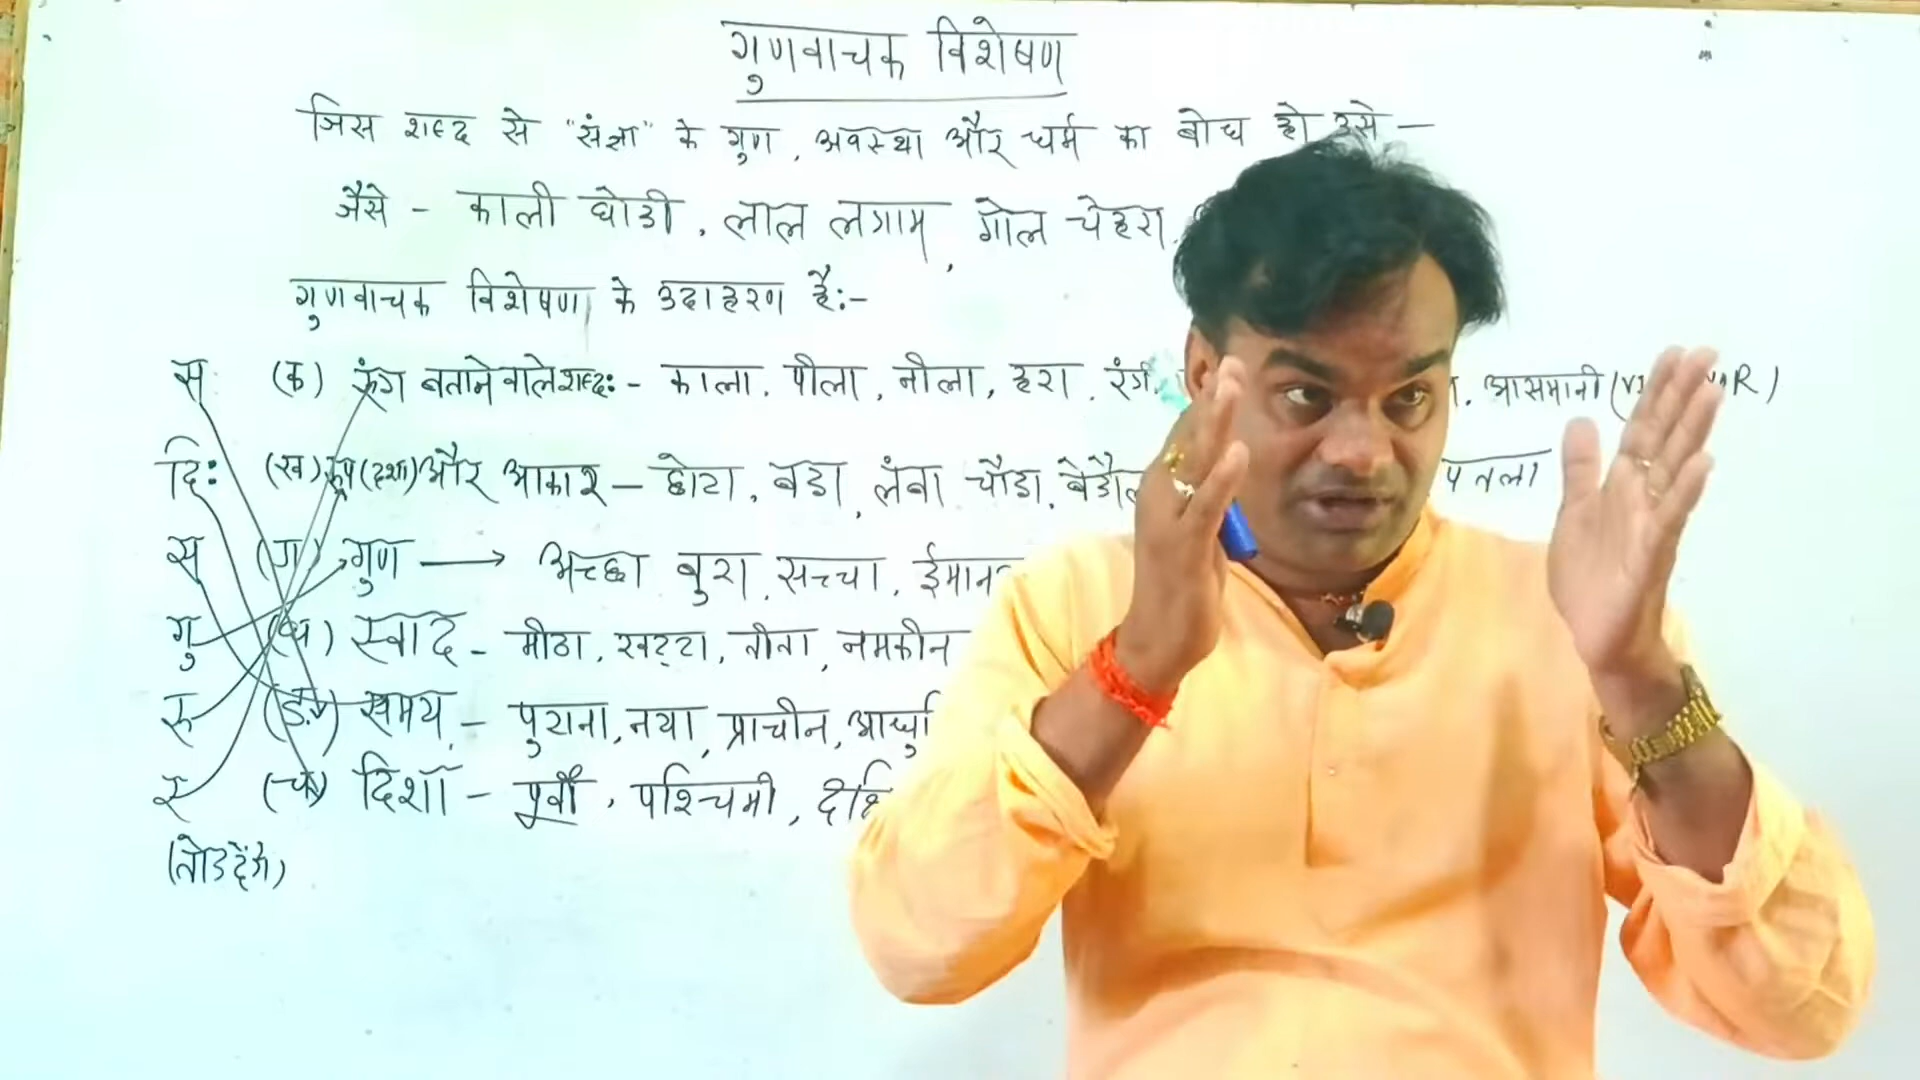 गुणवाचक विशेषण
जिस शब्द से "संज्ञा" के गुण, अवस्था और धर्म का बोध हो उसे —
जैसे - काली घोडी, लाल लगाम, गोल चेहरा,
गुणवाचक विशेषण के उदाहरण हैं:-
स (क) रंग बताने वाले शब्द:- काला, पीला, नीला, हरा, आसमानी
दि: (ख) रूप (दशा) और आकार — छोटा, बडा, लंबा चौडा, पतला
स (ग) गुण → अच्छा बुरा, सच्चा,
गु (घ) स्वाद - मीठा, खट्टा, तीता, नमकीन
रु (ङ) समय - पुराना, नया, प्राचीन,
र (च) दिशा - पूर्वी, पश्चिमी,
(तोड देंगे)